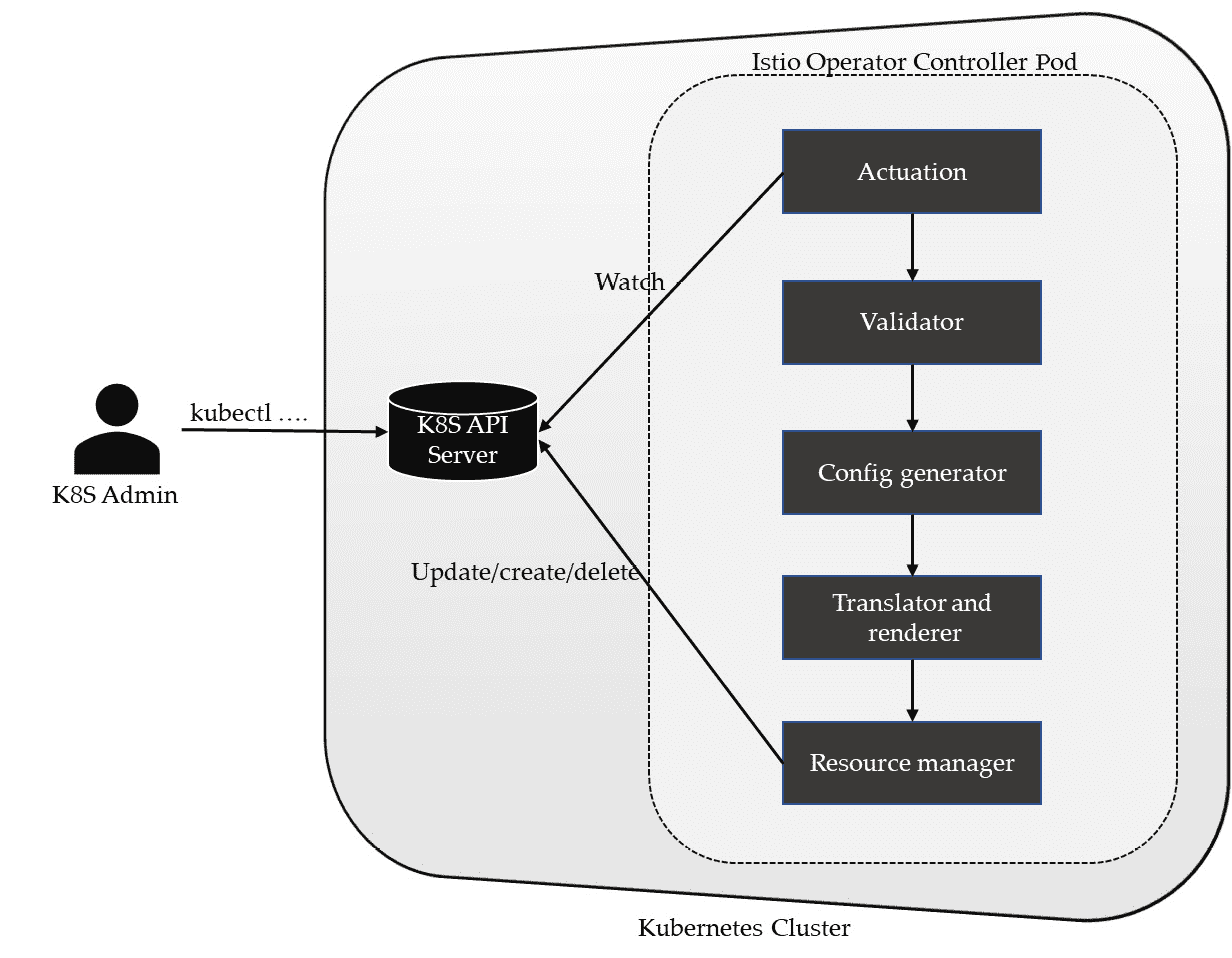 Istio Operator Controller Pod
Actuation
Watch
Validator
kubectl ….
K8S API
Server
K8S Admin
Config generator
Update/create/delete
Translator and
renderer
Resource manager
Kubernetes Cluster